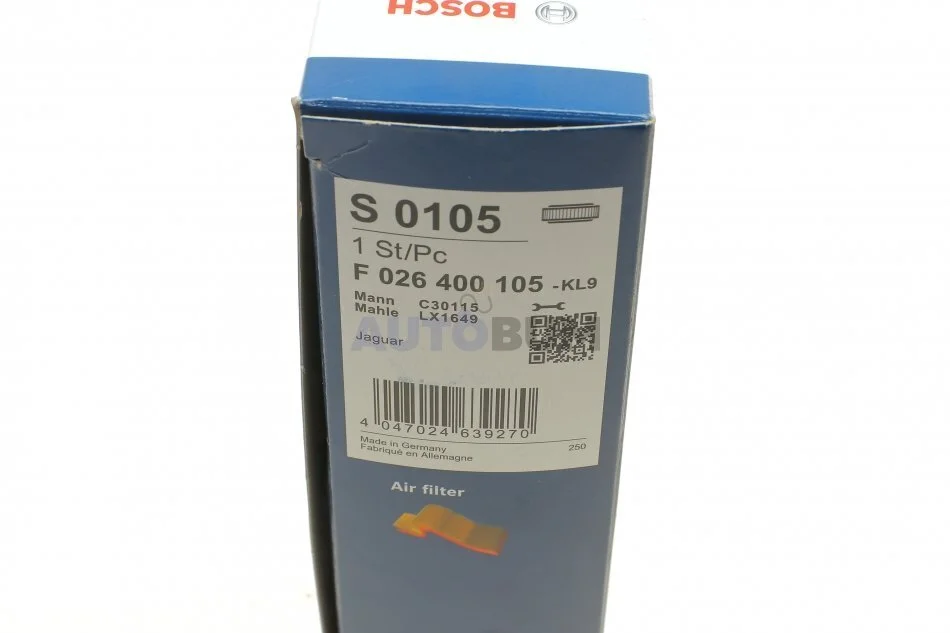 BOSCH
S 0105
1 St/Pc
F 026 400 105 -KL9
Mann C30115
Mahle LX1649
AUTOBU
Jaguar
4 047024 639270
Made in Germany
Fabriqué en Allemagne
250
Air filter